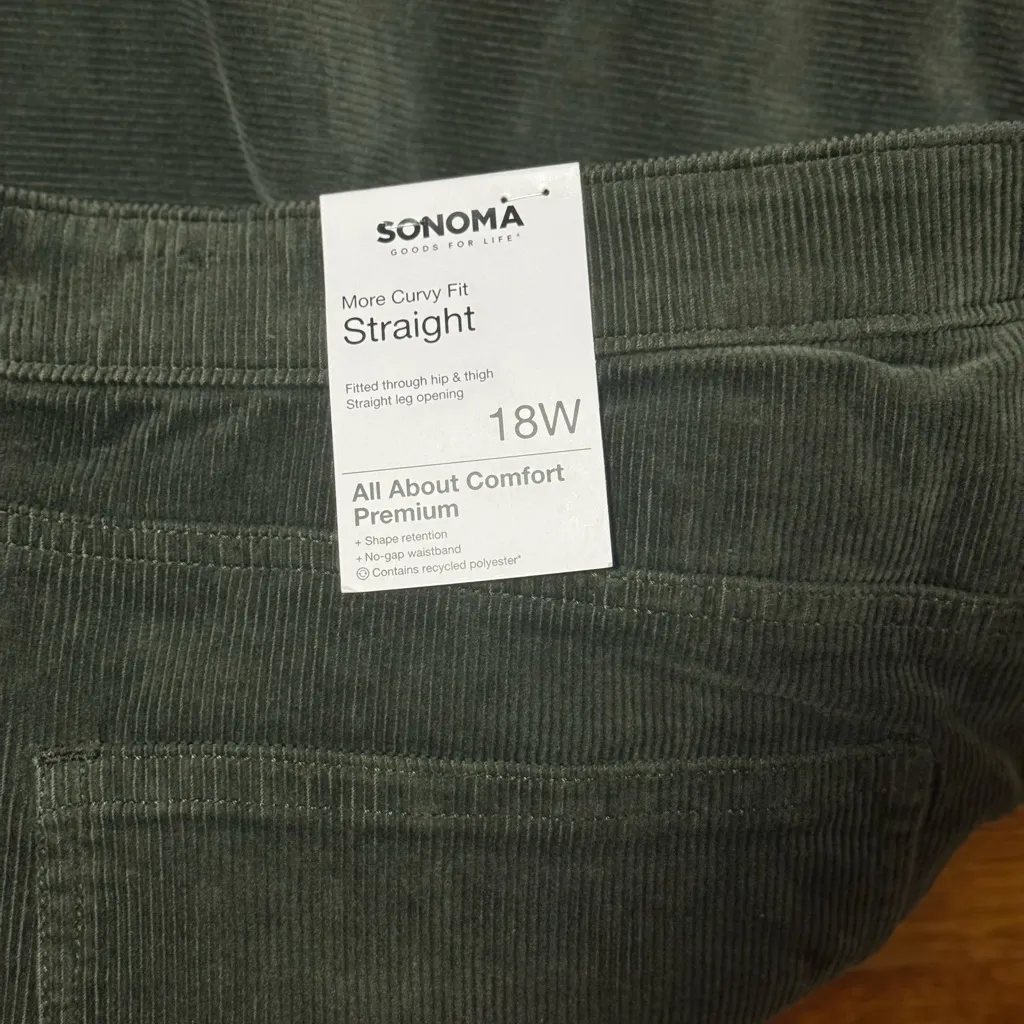 SONOMA
GOODS FOR LIFE
More Curvy Fit
Straight
Fitted through hip & thigh
Straight leg opening
18W
All About Comfort
Premium
+ Shape retention
+ No-gap waistband
Contains recycled polyester*